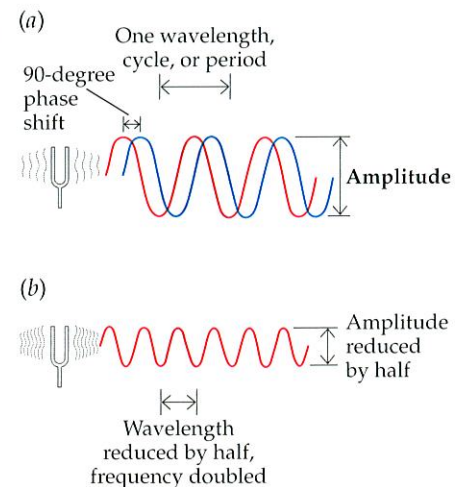 (a)
One wavelength,
cycle, or period
90-degree
phase
shift
Amplitude
(b)
Amplitude
reduced
by half
Wavelength
reduced by half,
frequency doubled